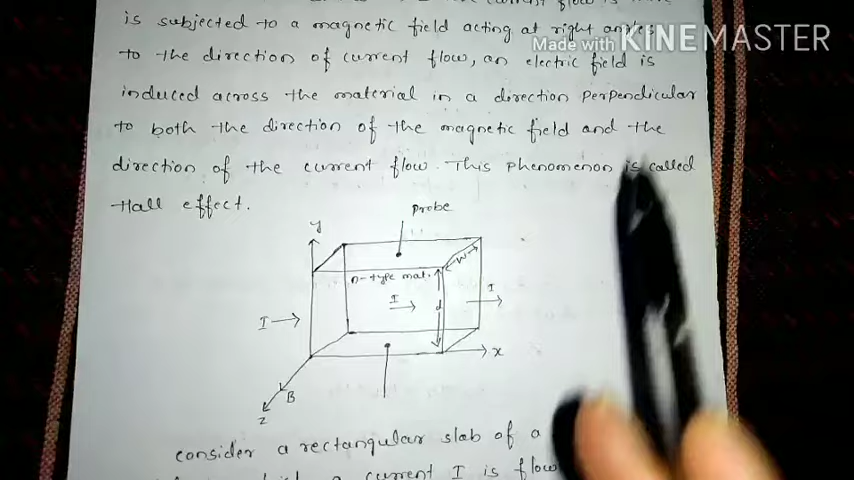 is subjected to a magnetic field acting at right angles
Made with KINEMASTER
to the direction of current flow, an electric field is
induced across the material in a direction perpendicular
to both the direction of the magnetic field and the
direction of the current flow. This phenomenon is called
Hall effect.
Probe
y
n-type mat.
W
I
I
d
I
x
B
z
consider a rectangular slab of a
current I is flow